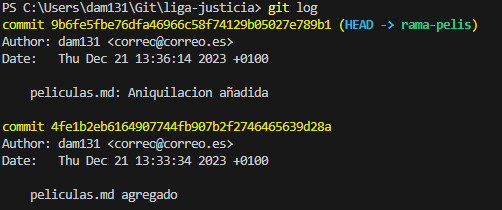 PS C:\Users\dam131\Git\liga-justicia> git log
commit 9b6fe5fbe76dfa46966c58f74129b05027e789b1 (HEAD -> rama-pelis)
Author: dam131 <correc@correo.es>
Date:   Thu Dec 21 13:36:14 2023 +0100
peliculas.md: Aniquilacion añadida
commit 4fe1b2eb6164907744fb907b2f2746465639d28a
Author: dam131 <correc@correo.es>
Date:   Thu Dec 21 13:33:34 2023 +0100
peliculas.md agregado